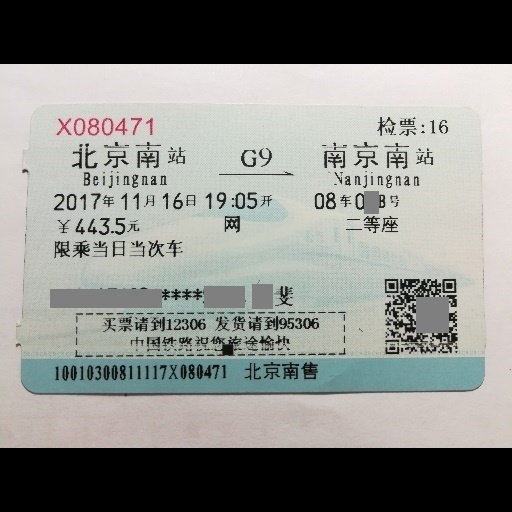 X080471 检票:16
北京南站 G9 南京南站
Beijingnan Nanjingnan
2017年11月16日19:05开 08车0 B号
￥443.5元 网 二等座
限乘当日当次车
**** 斐
买票请到12306 发货请到95306
中国铁路祝您旅途愉快
10010300811117X080471 北京南售